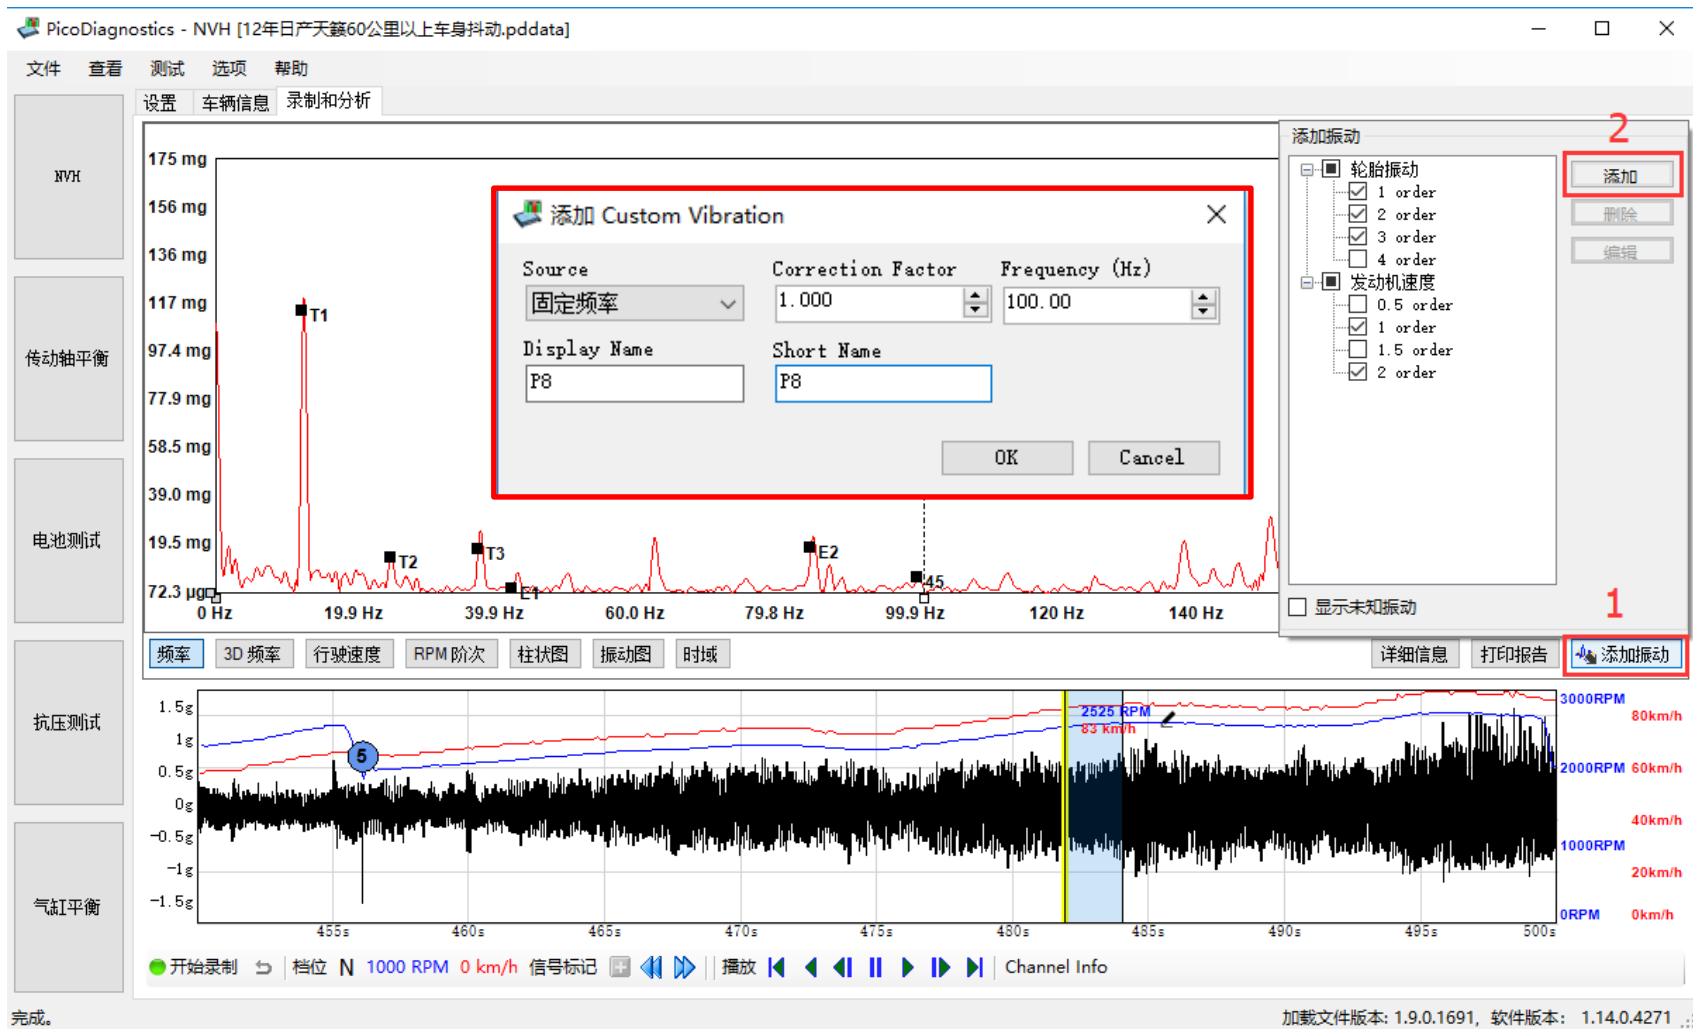 PicoDiagnostics - NVH [12年日产天籁60公里以上车身抖动.pddata]
文件 查看 测试 选项 帮助
设置 车辆信息 录制和分析
NVH
传动轴平衡
电池测试
抗压测试
气缸平衡
175 mg
156 mg
136 mg
117 mg
97.4 mg
77.9 mg
58.5 mg
39.0 mg
19.5 mg
72.3 µg
T1
T2
T3
E1
E2
45
0 Hz 19.9 Hz 39.9 Hz 60.0 Hz 79.8 Hz 99.9 Hz 120 Hz 140 Hz
添加 Custom Vibration
Source Correction Factor Frequency (Hz)
固定频率 1.000 100.00
Display Name Short Name
P8 P8
OK Cancel
添加振动
2
轮胎振动
1 order
2 order
3 order
4 order
发动机速度
0.5 order
1 order
1.5 order
2 order
添加
删除
编辑
显示未知振动
1
频率 3D 频率 行驶速度 RPM 阶次 柱状图 振动图 时域 详细信息 打印报告 添加振动
1.5g
1g
0.5g
0g
-0.5g
-1g
-1.5g
5
2525 RPM
83 km/h
3000RPM
80km/h
2000RPM 60km/h
40km/h
1000RPM
20km/h
0RPM 0km/h
455s 460s 465s 470s 475s 480s 485s 490s 495s 500s
开始录制 档位 N 1000 RPM 0 km/h 信号标记 播放 Channel Info
完成。
加载文件版本: 1.9.0.1691, 软件版本: 1.14.0.4271